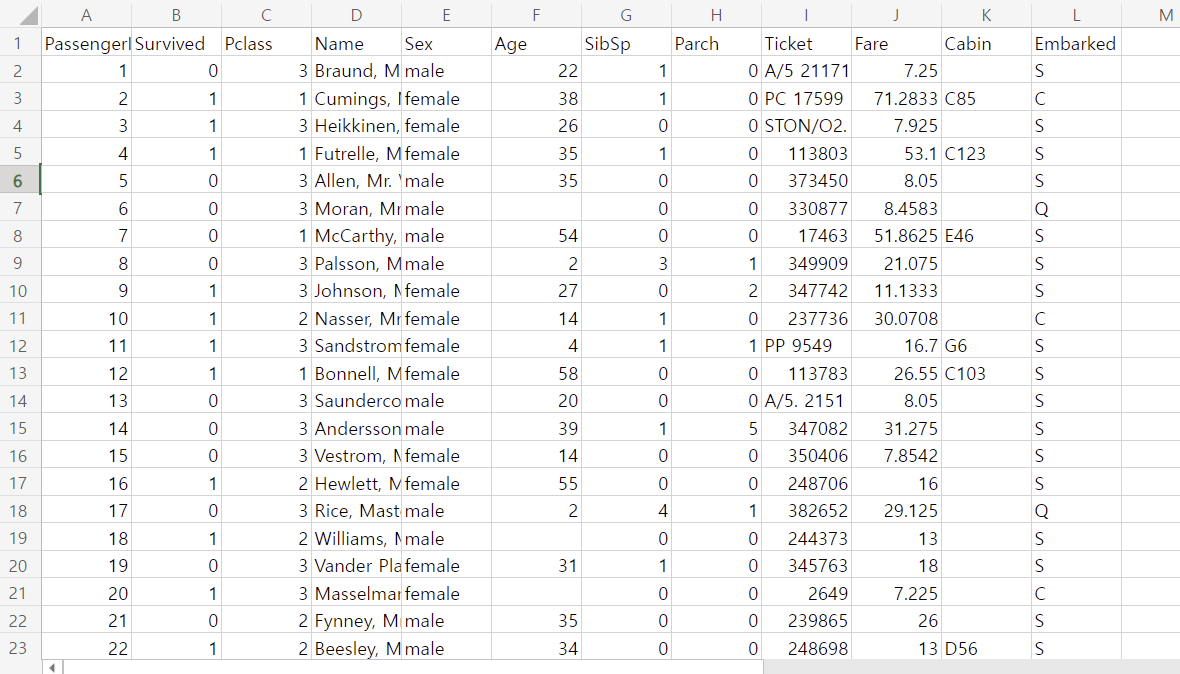 A B C D E F G H I J K L M
1 PassengerI Survived Pclass Name Sex Age SibSp Parch Ticket Fare Cabin Embarked
2 1 0 3 Braund, M male 22 1 0 A/5 21171 7.25 S
3 2 1 1 Cumings, female 38 1 0 PC 17599 71.2833 C85 C
4 3 1 3 Heikkinen, female 26 0 0 STON/O2. 7.925 S
5 4 1 1 Futrelle, M female 35 1 0 113803 53.1 C123 S
6 5 0 3 Allen, Mr. male 35 0 0 373450 8.05 S
7 6 0 3 Moran, Mr male 0 0 330877 8.4583 Q
8 7 0 1 McCarthy, male 54 0 0 17463 51.8625 E46 S
9 8 0 3 Palsson, M male 2 3 1 349909 21.075 S
10 9 1 3 Johnson, female 27 0 2 347742 11.1333 S
11 10 1 2 Nasser, Mr female 14 1 0 237736 30.0708 C
12 11 1 3 Sandstrom female 4 1 1 PP 9549 16.7 G6 S
13 12 1 1 Bonnell, M female 58 0 0 113783 26.55 C103 S
14 13 0 3 Saunderco male 20 0 0 A/5. 2151 8.05 S
15 14 0 3 Andersson male 39 1 5 347082 31.275 S
16 15 0 3 Vestrom, female 14 0 0 350406 7.8542 S
17 16 1 2 Hewlett, M female 55 0 0 248706 16 S
18 17 0 3 Rice, Mast male 2 4 1 382652 29.125 Q
19 18 1 2 Williams, male 0 0 244373 13 S
20 19 0 3 Vander Pla female 31 1 0 345763 18 S
21 20 1 3 Masselmar female 0 0 2649 7.225 C
22 21 0 2 Fynney, M male 35 0 0 239865 26 S
23 22 1 2 Beesley, M male 34 0 0 248698 13 D56 S